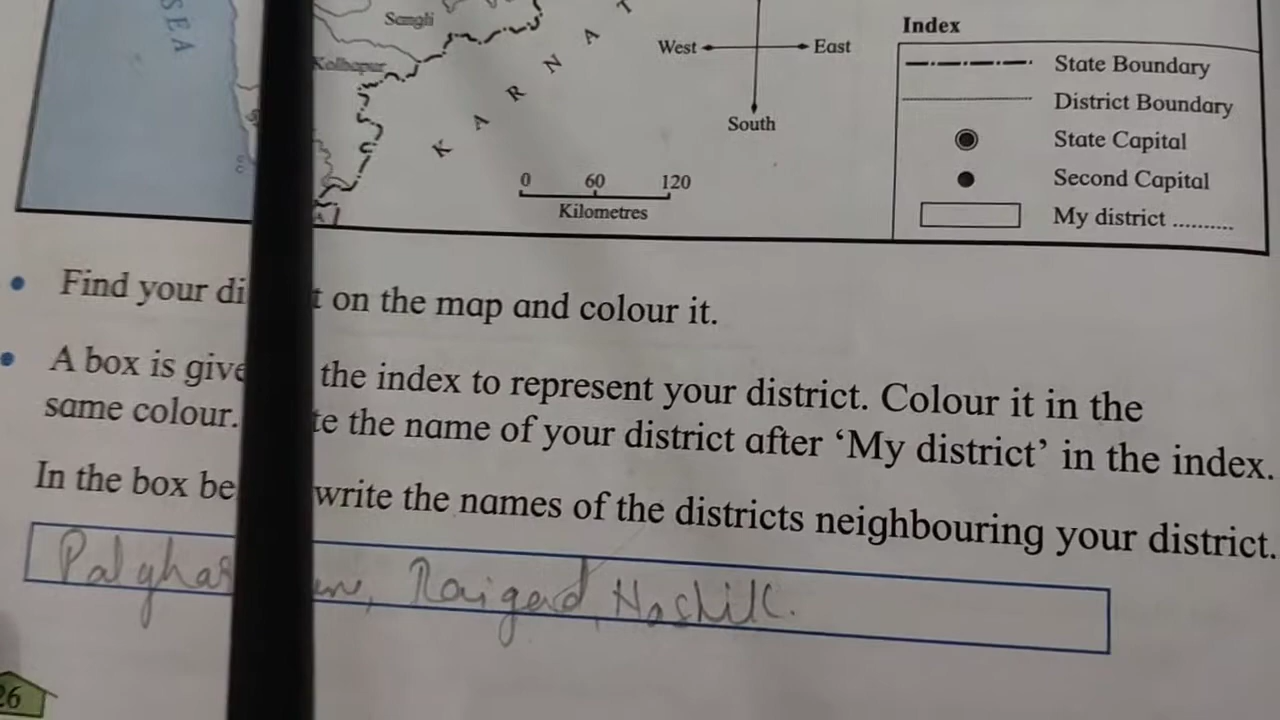 SEA
Sangli
Kolhapur
K A R N A T
West East
South
0 60 120
Kilometres
Index
State Boundary
District Boundary
State Capital
Second Capital
My district ..........
Find your di t on the map and colour it.
A box is give the index to represent your district. Colour it in the
same colour. te the name of your district after ‘My district’ in the index.
In the box be write the names of the districts neighbouring your district.
Palghar Raigad, Nashik.
26